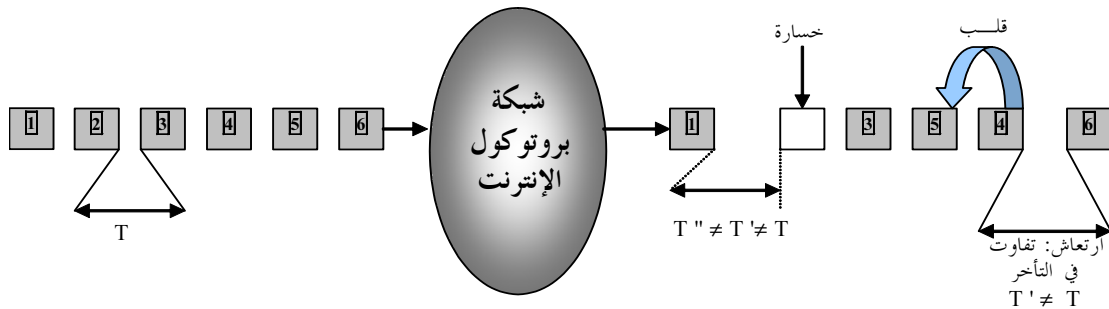 خسارة
قلـــب
1 2 3 4 5 6
شبكة
بروتوكول
الإنترنت
1 3 5 4 6
T
T " ≠ T '≠ T
ارتعاش: تفاوت
في التأخر
T ' ≠ T